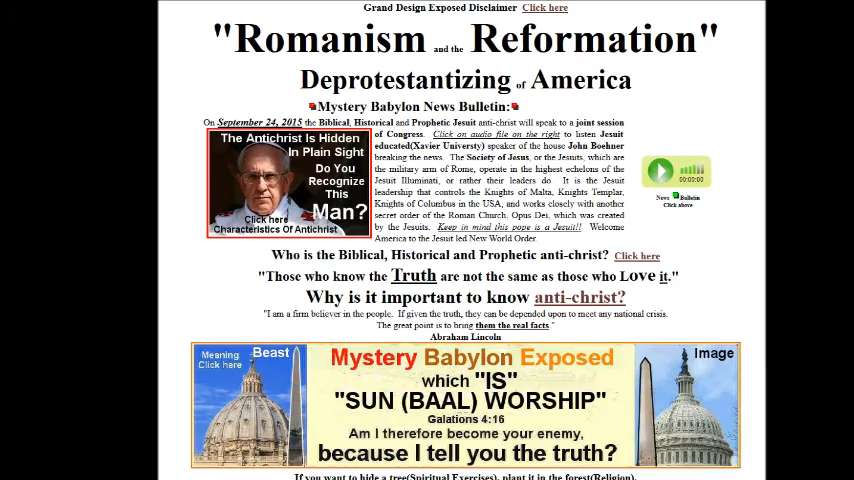 Grand Design Exposed Disclaimer Click here
"Romanism and the Reformation"
Deprotestantizing of America
Mystery Babylon News Bulletin:
On September 24, 2015 the Biblical, Historical and Prophetic Jesuit anti-christ will speak to a joint session
of Congress. Click on audio file on the right to listen Jesuit
educated(Xavier Universty) speaker of the house John Boehner
breaking the news. The Society of Jesus, or the Jesuits, which are
the military arm of Rome, operate in the highest echelons of the
Jesuit Illuminati, or rather their leaders do. It is the Jesuit
leadership that controls the Knights of Malta, Knights Templar,
Knights of Columbus in the USA, and works closely with another
secret order of the Roman Church, Opus Dei, which was created
by the Jesuits. Keep in mind this pope is a Jesuit!! Welcome
America to the Jesuit led New World Order.
The Antichrist Is Hidden
In Plain Sight
Do You
Recognize
This
Man?
Click here
Characteristics Of Antichrist
00:00:00
News Bulletin
Click above
Who is the Biblical, Historical and Prophetic anti-christ? Click here
"Those who know the Truth are not the same as those who Love it."
Why is it important to know anti-christ?
"I am a firm believer in the people. If given the truth, they can be depended upon to meet any national crisis.
The great point is to bring them the real facts."
Abraham Lincoln
Meaning
Click here
Beast
Mystery Babylon Exposed
which "IS"
"SUN (BAAL) WORSHIP"
Galations 4:16
Am I therefore become your enemy,
because I tell you the truth?
Image
If you want to hide a tree(Spiritual Exercises), plant it in the forest(Religion).